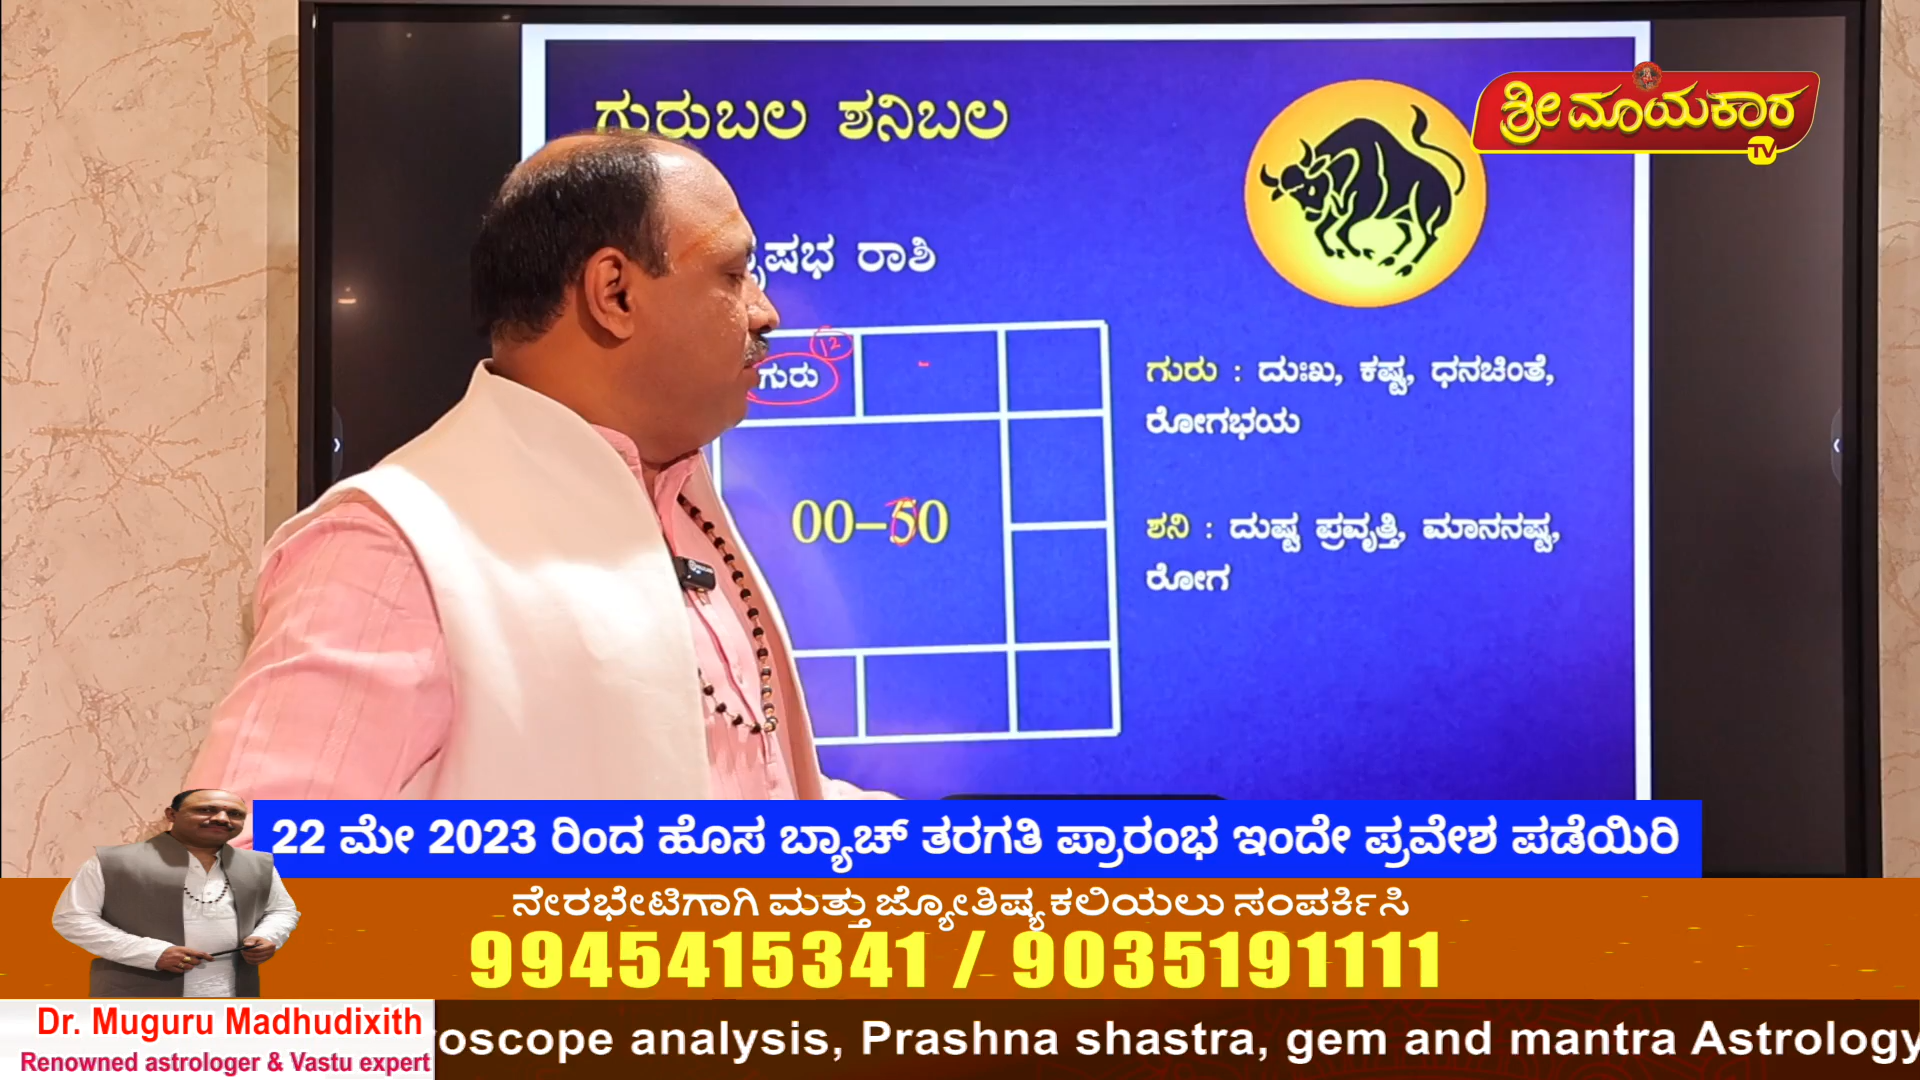 ಗುರುಬಲ ಶನಿಬಲ
ಶ್ರೀ ಮಾಯಕ್ಕಾರ
TV
ರಾಶಿ
12
ಗುರು
ಗುರು : ದುಃಖ, ಕಷ್ಟ, ಧನಚಿಂತೆ,
ರೋಗಭಯ
00-50
ಶನಿ : ದುಷ್ಟ ಪ್ರವೃತ್ತಿ, ಮಾನನಷ್ಟ,
ರೋಗ
22 ಮೇ 2023 ರಿಂದ ಹೊಸ ಬ್ಯಾಚ್ ತರಗತಿ ಪ್ರಾರಂಭ ಇಂದೇ ಪ್ರವೇಶ ಪಡೆಯಿರಿ
ನೇರಭೇಟಿಗಾಗಿ ಮತ್ತು ಜ್ಯೋತಿಷ್ಯ ಕಲಿಯಲು ಸಂಪರ್ಕಿಸಿ
9945415341 / 9035191111
Dr. Muguru Madhudixith
Renowned astrologer & Vastu expert
oscope analysis, Prashna shastra, gem and mantra Astrology